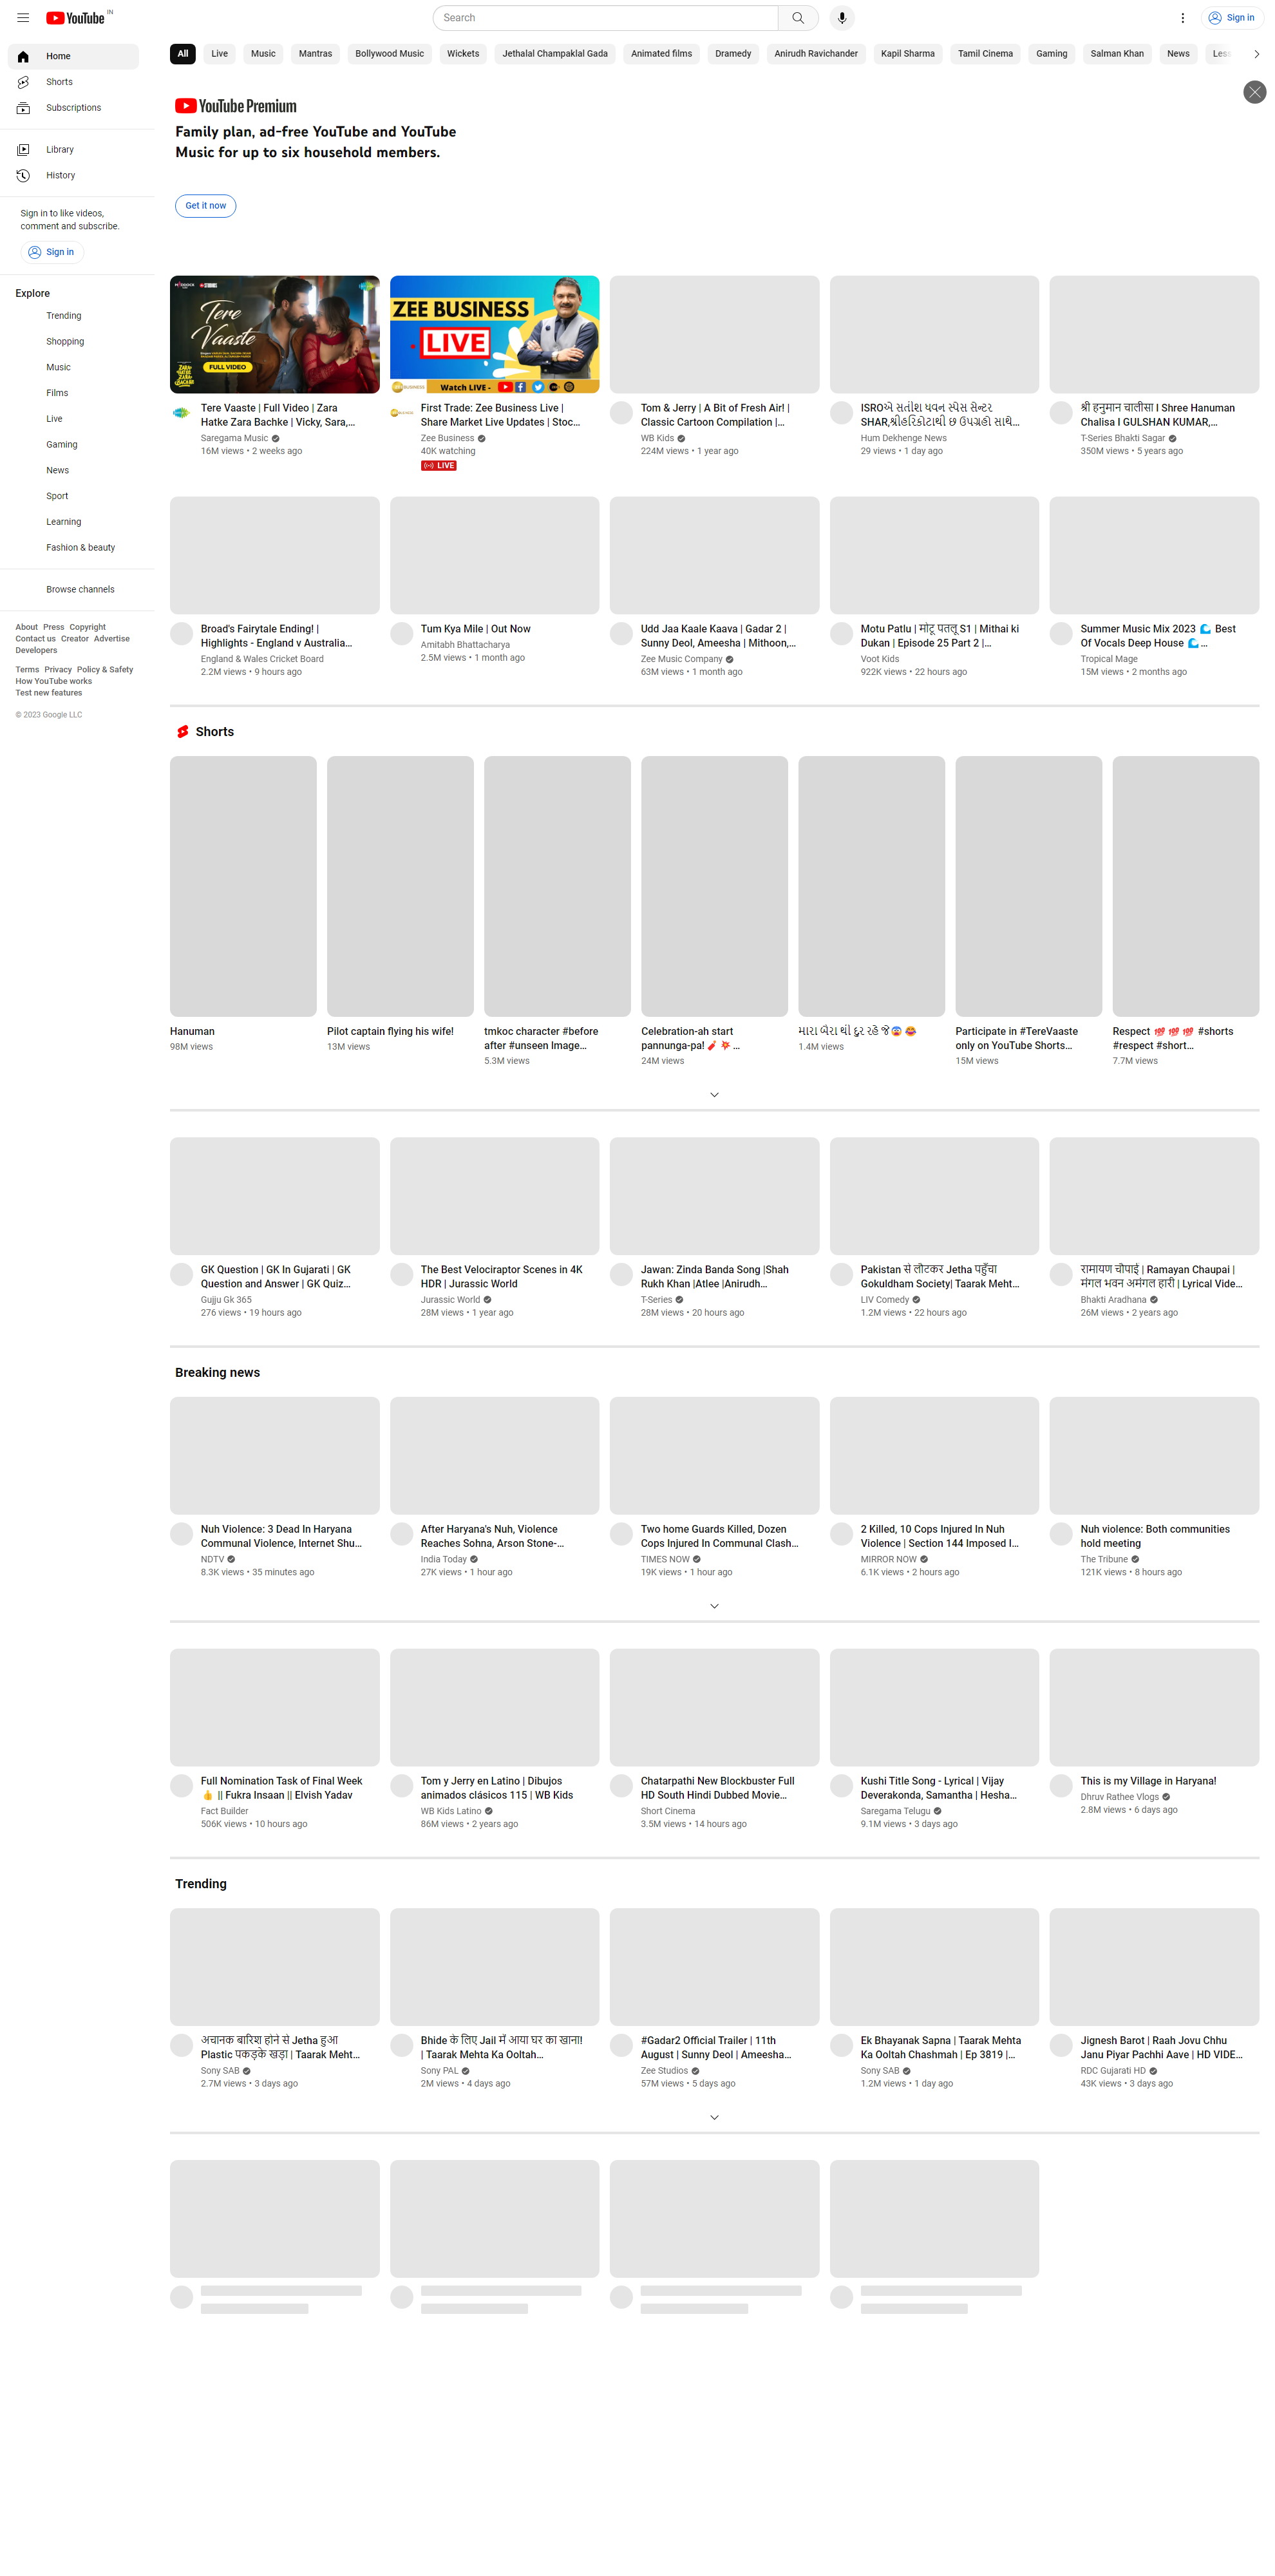 YouTube IN
Search
Sign in
Home
Shorts
Subscriptions
Library
History
Sign in to like videos,
comment and subscribe.
Sign in
Explore
Trending
Shopping
Music
Films
Live
Gaming
News
Sport
Learning
Fashion & beauty
Browse channels
About Press Copyright
Contact us Creator Advertise
Developers
Terms Privacy Policy & Safety
How YouTube works
Test new features
© 2023 Google LLC
All Live Music Mantras Bollywood Music Wickets Jethalal Champaklal Gada Animated films Dramedy Anirudh Ravichander Kapil Sharma Tamil Cinema Gaming Salman Khan News
YouTube Premium
Family plan, ad-free YouTube and YouTube
Music for up to six household members.
Get it now
Tere
Vaaste
FULL VIDEO
Tere Vaaste | Full Video | Zara
Hatke Zara Bachke | Vicky, Sara,...
Saregama Music
16M views • 2 weeks ago
ZEE BUSINESS
LIVE
Watch LIVE -
First Trade: Zee Business Live |
Share Market Live Updates | Stoc...
Zee Business
40K watching
LIVE
Tom & Jerry | A Bit of Fresh Air! |
Classic Cartoon Compilation |...
WB Kids
224M views • 1 year ago
ISROએ સતીશ ધવન સ્પેસ સેન્ટર
SHAR,શ્રીહરિકોટાથી છ ઉપગ્રહો સાથે...
Hum Dekhenge News
29 views • 1 day ago
श्री हनुमान चालीसा I Shree Hanuman
Chalisa I GULSHAN KUMAR,...
T-Series Bhakti Sagar
350M views • 5 years ago
Broad's Fairytale Ending! |
Highlights - England v Australia...
England & Wales Cricket Board
2.2M views • 9 hours ago
Tum Kya Mile | Out Now
Amitabh Bhattacharya
2.5M views • 1 month ago
Udd Jaa Kaale Kaava | Gadar 2 |
Sunny Deol, Ameesha | Mithoon,...
Zee Music Company
63M views • 1 month ago
Motu Patlu | मोटू पतलू S1 | Mithai ki
Dukan | Episode 25 Part 2 |...
Voot Kids
922K views • 22 hours ago
Summer Music Mix 2023 🌊 Best
Of Vocals Deep House 🌊...
Tropical Mage
15M views • 2 months ago
Shorts
Hanuman
98M views
Pilot captain flying his wife!
13M views
tmkoc character #before
after #unseen Image...
5.3M views
Celebration-ah start
pannunga-pa! 🧨 💥...
24M views
મારા બૈરા થી દુર રહે જે😨 😂
1.4M views
Participate in #TereVaaste
only on YouTube Shorts...
15M views
Respect 💯 💯 💯 #shorts
#respect #short...
7.7M views
GK Question | GK In Gujarati | GK
Question and Answer | GK Quiz...
Gujju Gk 365
276 views • 19 hours ago
The Best Velociraptor Scenes in 4K
HDR | Jurassic World
Jurassic World
28M views • 1 year ago
Jawan: Zinda Banda Song |Shah
Rukh Khan |Atlee |Anirudh...
T-Series
28M views • 20 hours ago
Pakistan से लौटकर Jetha पहुँचा
Gokuldham Society| Taarak Meht...
LIV Comedy
1.2M views • 22 hours ago
रामायण चौपाई | Ramayan Chaupai |
मंगल भवन अमंगल हारी | Lyrical Vide...
Bhakti Aradhana
26M views • 2 years ago
Breaking news
Nuh Violence: 3 Dead In Haryana
Communal Violence, Internet Shu...
NDTV
8.3K views • 35 minutes ago
After Haryana's Nuh, Violence
Reaches Sohna, Arson Stone-...
India Today
27K views • 1 hour ago
Two home Guards Killed, Dozen
Cops Injured In Communal Clash...
TIMES NOW
19K views • 1 hour ago
2 Killed, 10 Cops Injured In Nuh
Violence | Section 144 Imposed I...
MIRROR NOW
6.1K views • 2 hours ago
Nuh violence: Both communities
hold meeting
The Tribune
121K views • 8 hours ago
Full Nomination Task of Final Week
👍 || Fukra Insaan || Elvish Yadav
Fact Builder
506K views • 10 hours ago
Tom y Jerry en Latino | Dibujos
animados clásicos 115 | WB Kids
WB Kids Latino
86M views • 2 years ago
Chatarpathi New Blockbuster Full
HD South Hindi Dubbed Movie...
Short Cinema
3.5M views • 14 hours ago
Kushi Title Song - Lyrical | Vijay
Deverakonda, Samantha | Hesha...
Saregama Telugu
9.1M views • 3 days ago
This is my Village in Haryana!
Dhruv Rathee Vlogs
2.8M views • 6 days ago
Trending
अचानक बारिश होने से Jetha हुआ
Plastic पकड़के खड़ा | Taarak Meht...
Sony SAB
2.7M views • 3 days ago
Bhide के लिए Jail में आया घर का खाना!
| Taarak Mehta Ka Ooltah...
Sony PAL
2M views • 4 days ago
#Gadar2 Official Trailer | 11th
August | Sunny Deol | Ameesha...
Zee Studios
57M views • 5 days ago
Ek Bhayanak Sapna | Taarak Mehta
Ka Ooltah Chashmah | Ep 3819 |...
Sony SAB
1.2M views • 1 day ago
Jignesh Barot | Raah Jovu Chhu
Janu Piyar Pachhi Aave | HD VIDE...
RDC Gujarati HD
43K views • 3 days ago